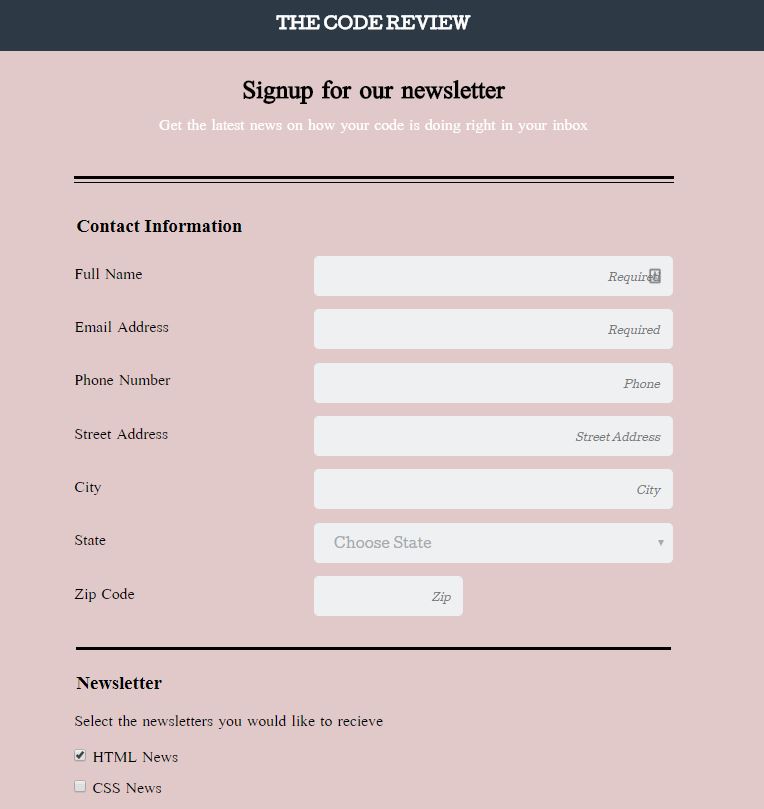 THE CODE REVIEW
Signup for our newsletter
Get the latest news on how your code is doing right in your inbox
Contact Information
Full Name Required
Email Address Required
Phone Number Phone
Street Address Street Address
City City
State Choose State
Zip Code Zip
Newsletter
Select the newsletters you would like to recieve
HTML News
CSS News